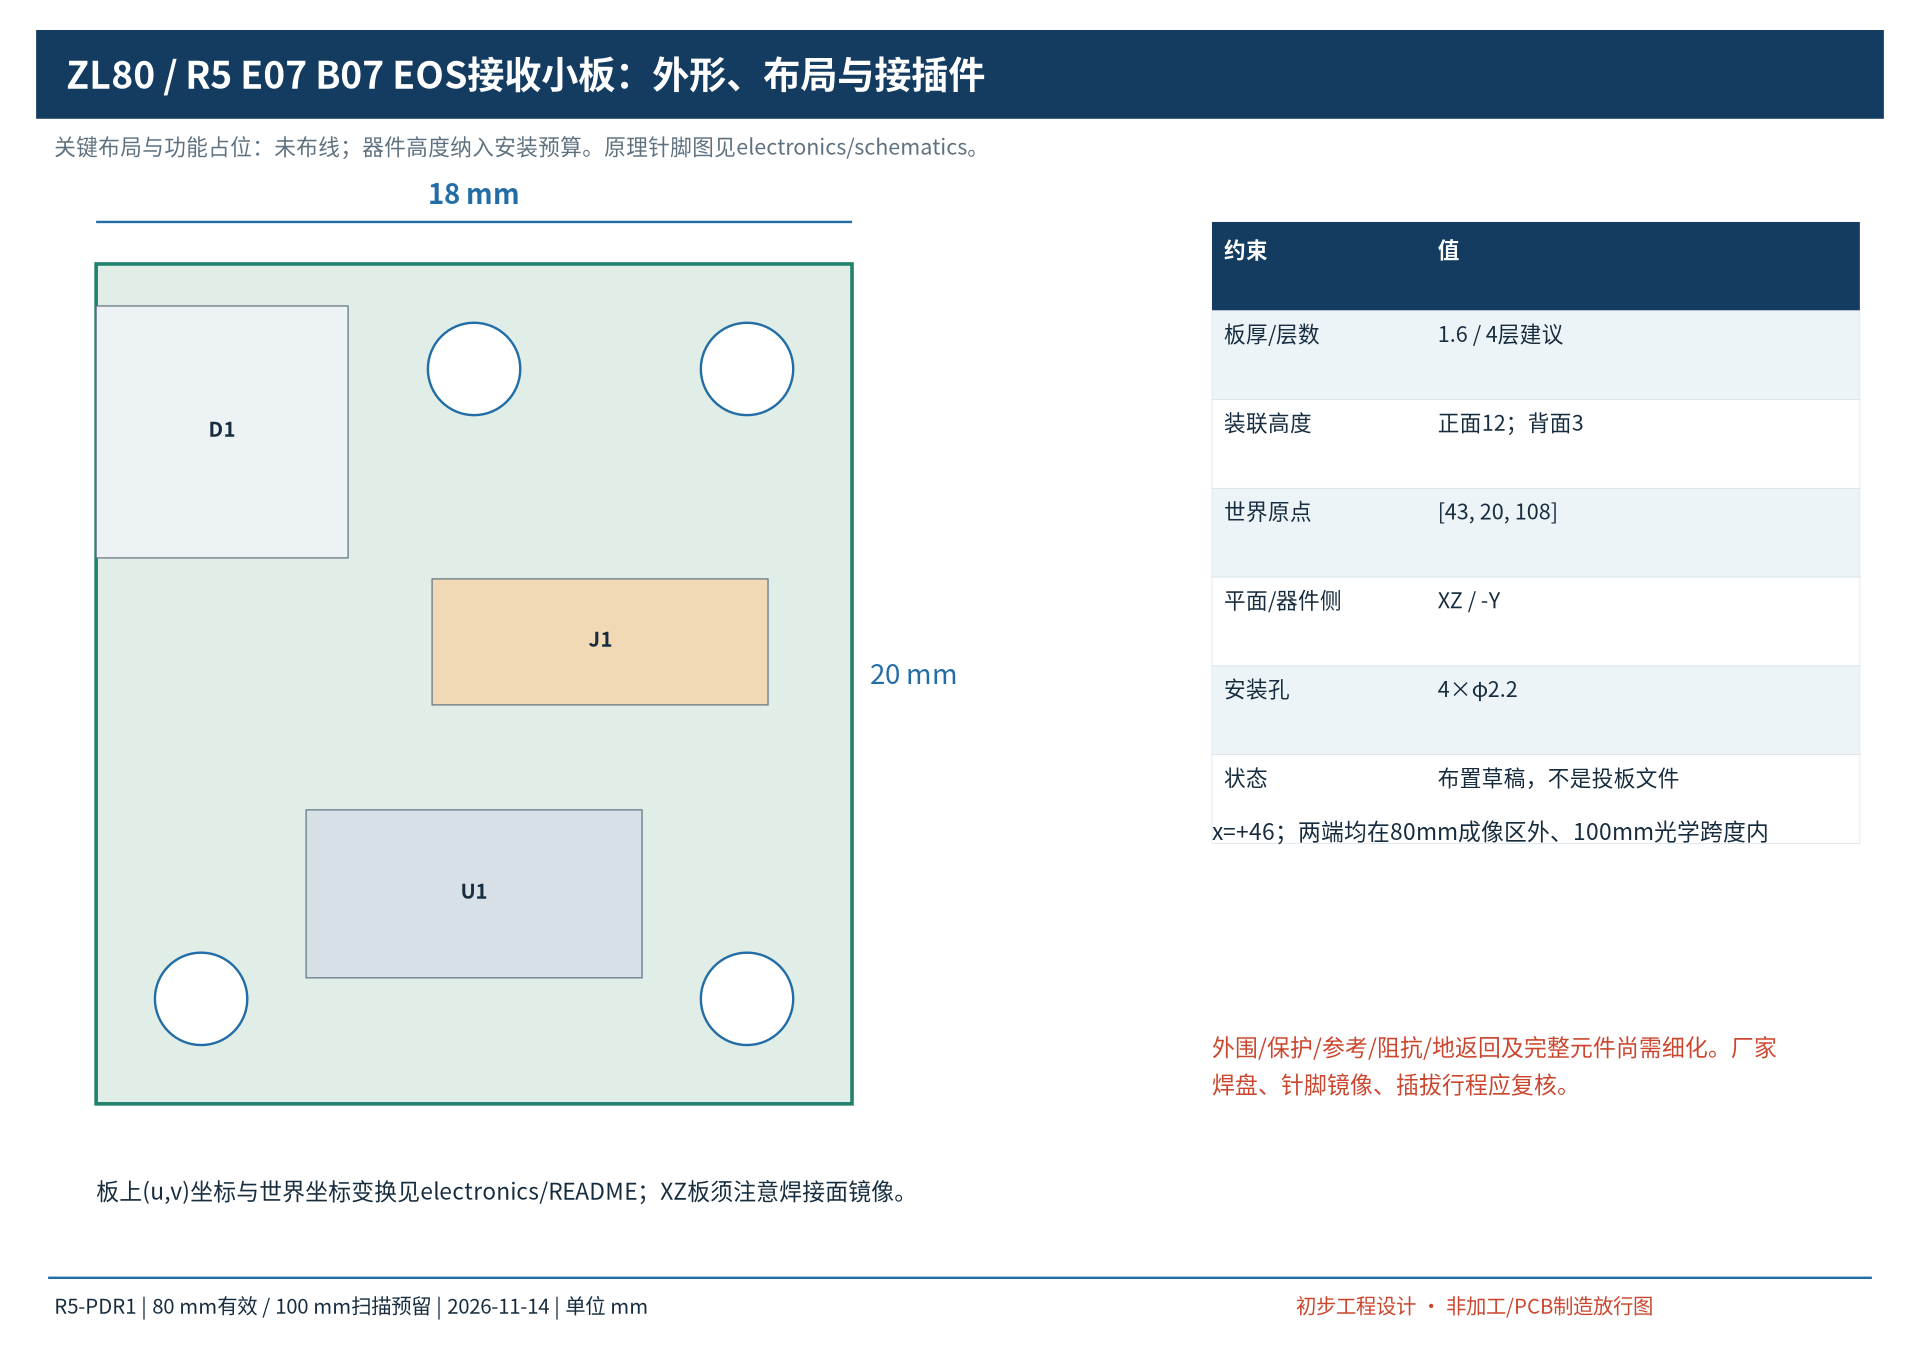 ZL80 / R5 E07 B07 EOS接收小板：外形、布局与接插件
关键布局与功能占位：未布线；器件高度纳入安装预算。原理针脚图见electronics/schematics。
18 mm
D1
J1
20 mm
U1
约束 值
板厚/层数 1.6 / 4层建议
装联高度 正面12；背面3
世界原点 [43, 20, 108]
平面/器件侧 XZ / -Y
安装孔 4×φ2.2
状态 布置草稿，不是投板文件
x=+46；两端均在80mm成像区外、100mm光学跨度内
外围/保护/参考/阻抗/地返回及完整元件尚需细化。厂家
焊盘、针脚镜像、插拔行程应复核。
板上(u,v)坐标与世界坐标变换见electronics/README；XZ板须注意焊接面镜像。
R5-PDR1 | 80 mm有效 / 100 mm扫描预留 | 2026-11-14 | 单位 mm
初步工程设计 · 非加工/PCB制造放行图